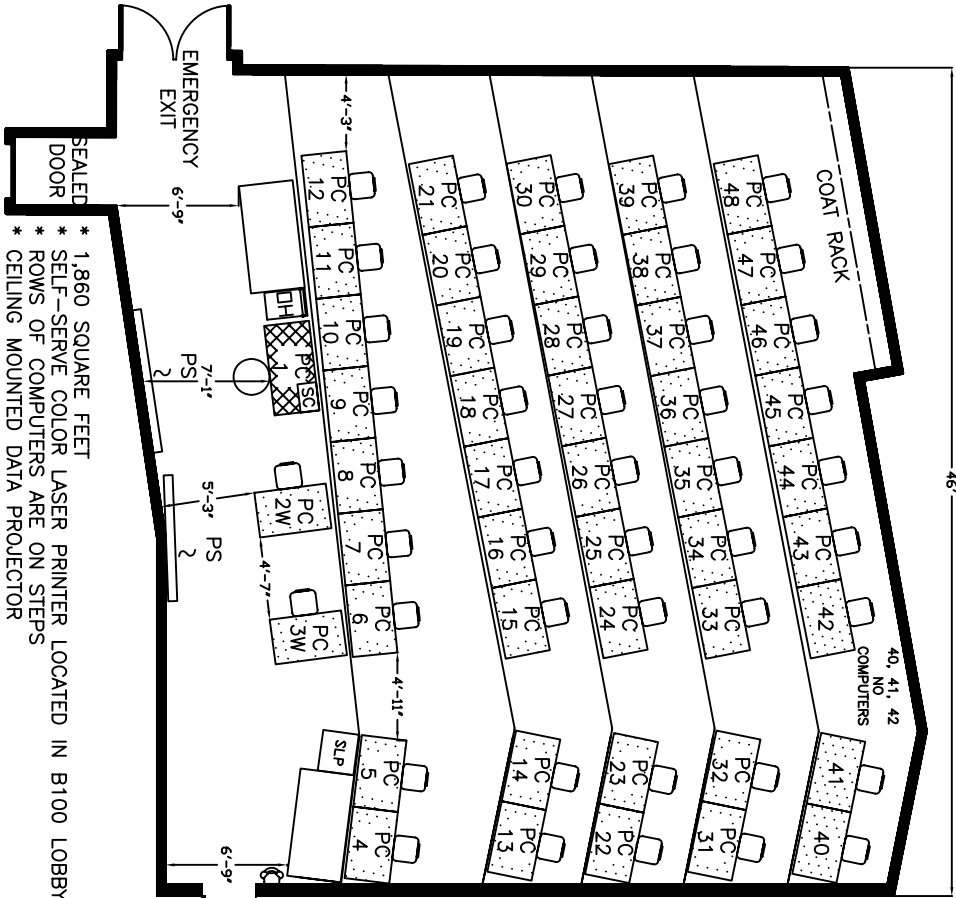 46'-
COAT RACK
40, 41, 42
NO
COMPUTERS
PC 48
PC 47
PC 46
PC 45
PC 44
PC 43
42
41
40
PC 39
PC 38
PC 37
PC 36
PC 35
PC 34
PC 33
PC 32
PC 31
PC 30
PC 29
PC 28
PC 27
PC 26
PC 25
PC 24
PC 23
PC 22
PC 21
PC 20
PC 19
PC 18
PC 17
PC 16
PC 15
PC 14
PC 13
4'-3"
PC 12
PC 11
PC 10
PC 9
PC 8
PC 7
PC 6
4'-11"
PC 5
PC 4
SLP
PC 1
SC
PC 2W
PC 3W
4'-7"
EMERGENCY
EXIT
6'-9"
7'-1"
5'-3"
6'-9"
PS
PS
SEALED
DOOR
* 1,860 SQUARE FEET
* SELF-SERVE COLOR LASER PRINTER LOCATED IN B100 LOBBY
* ROWS OF COMPUTERS ARE ON STEPS
* CEILING MOUNTED DATA PROJECTOR